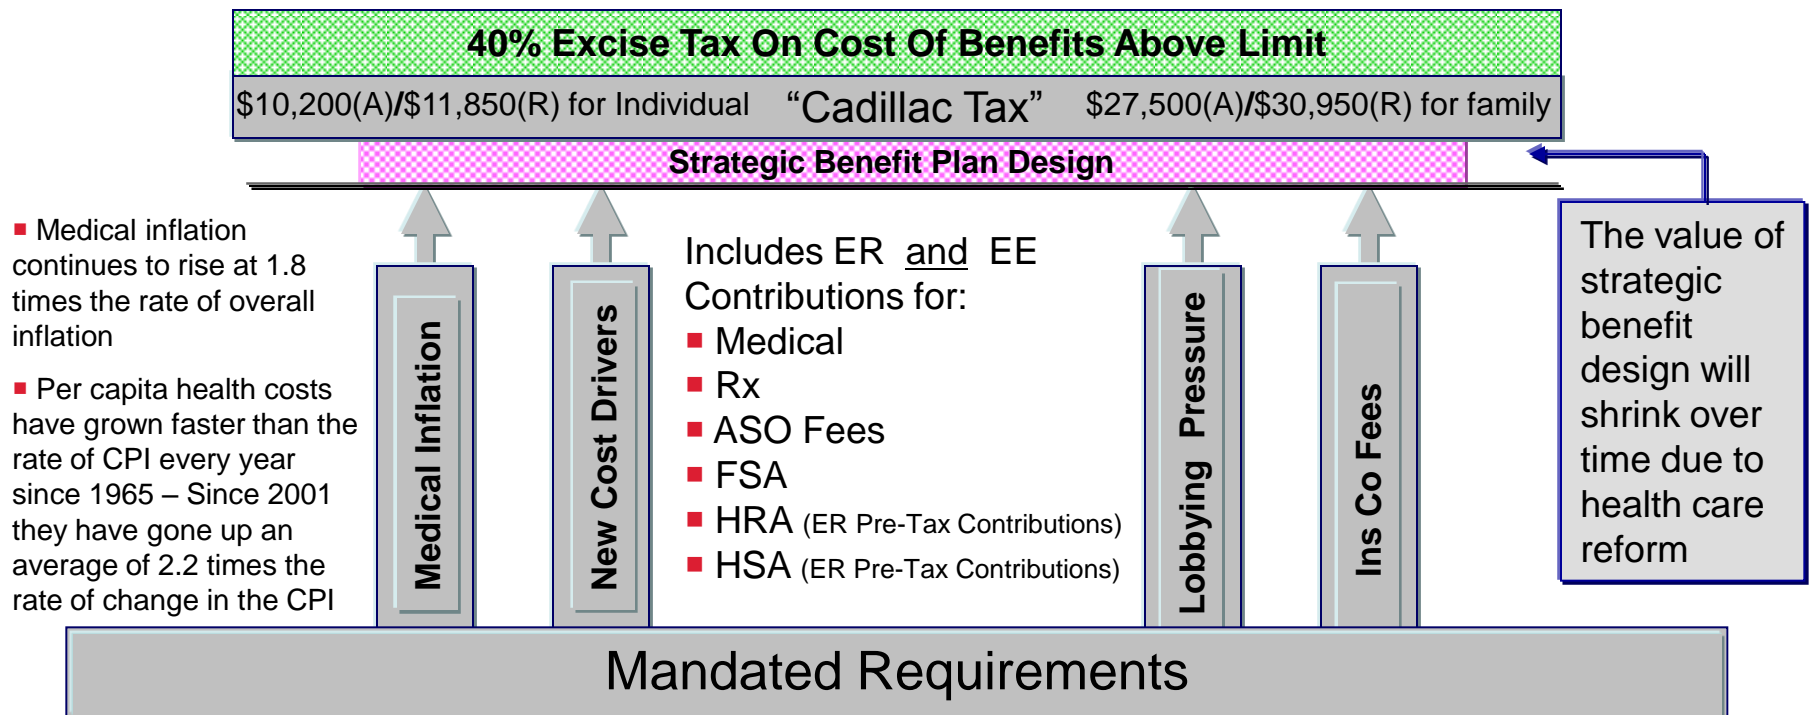 40% Excise Tax On Cost Of Benefits Above Limit
$10,200(A)/$11,850(R) for Individual “Cadillac Tax” $27,500(A)/$30,950(R) for family
Strategic Benefit Plan Design
▪ Medical inflation
continues to rise at 1.8
times the rate of overall
inflation
▪ Per capita health costs
have grown faster than the
rate of CPI every year
since 1965 – Since 2001
they have gone up an
average of 2.2 times the
rate of change in the CPI
Medical Inflation
New Cost Drivers
Includes ER and EE
Contributions for:
▪ Medical
▪ Rx
▪ ASO Fees
▪ FSA
▪ HRA (ER Pre-Tax Contributions)
▪ HSA (ER Pre-Tax Contributions)
Lobbying Pressure
Ins Co Fees
The value of
strategic
benefit
design will
shrink over
time due to
health care
reform
Mandated Requirements